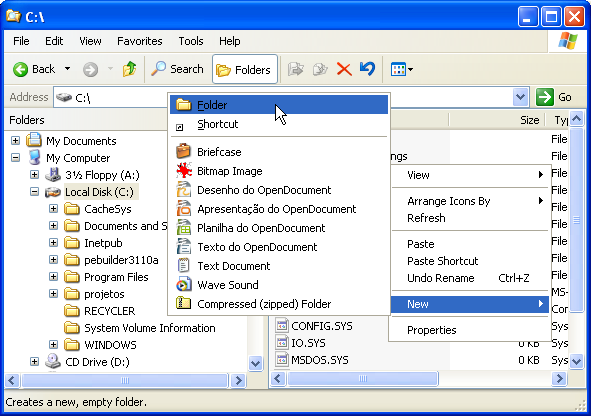 C:\
File Edit View Favorites Tools Help
Back Search Folders
Address C:\ Go
Folders
My Documents
My Computer
3½ Floppy (A:)
Local Disk (C:)
CacheSys
Documents and S
Inetpub
pebuilder3110a
Program Files
projetos
RECYCLER
System Volume Information
WINDOWS
CD Drive (D:)
Folder
Shortcut
Briefcase
Bitmap Image
Desenho do OpenDocument
Apresentação do OpenDocument
Planilha do OpenDocument
Texto do OpenDocument
Text Document
Wave Sound
Compressed (zipped) Folder
Size Ty
File
ngs File
View
Arrange Icons By
Refresh
Paste
Paste Shortcut
Undo Rename Ctrl+Z
New
Properties
File
File
File
File
File
File
MS-
Con
CONFIG.SYS Sys
IO.SYS 0 KB Sys
MSDOS.SYS 0 KB Sys
Creates a new, empty folder.